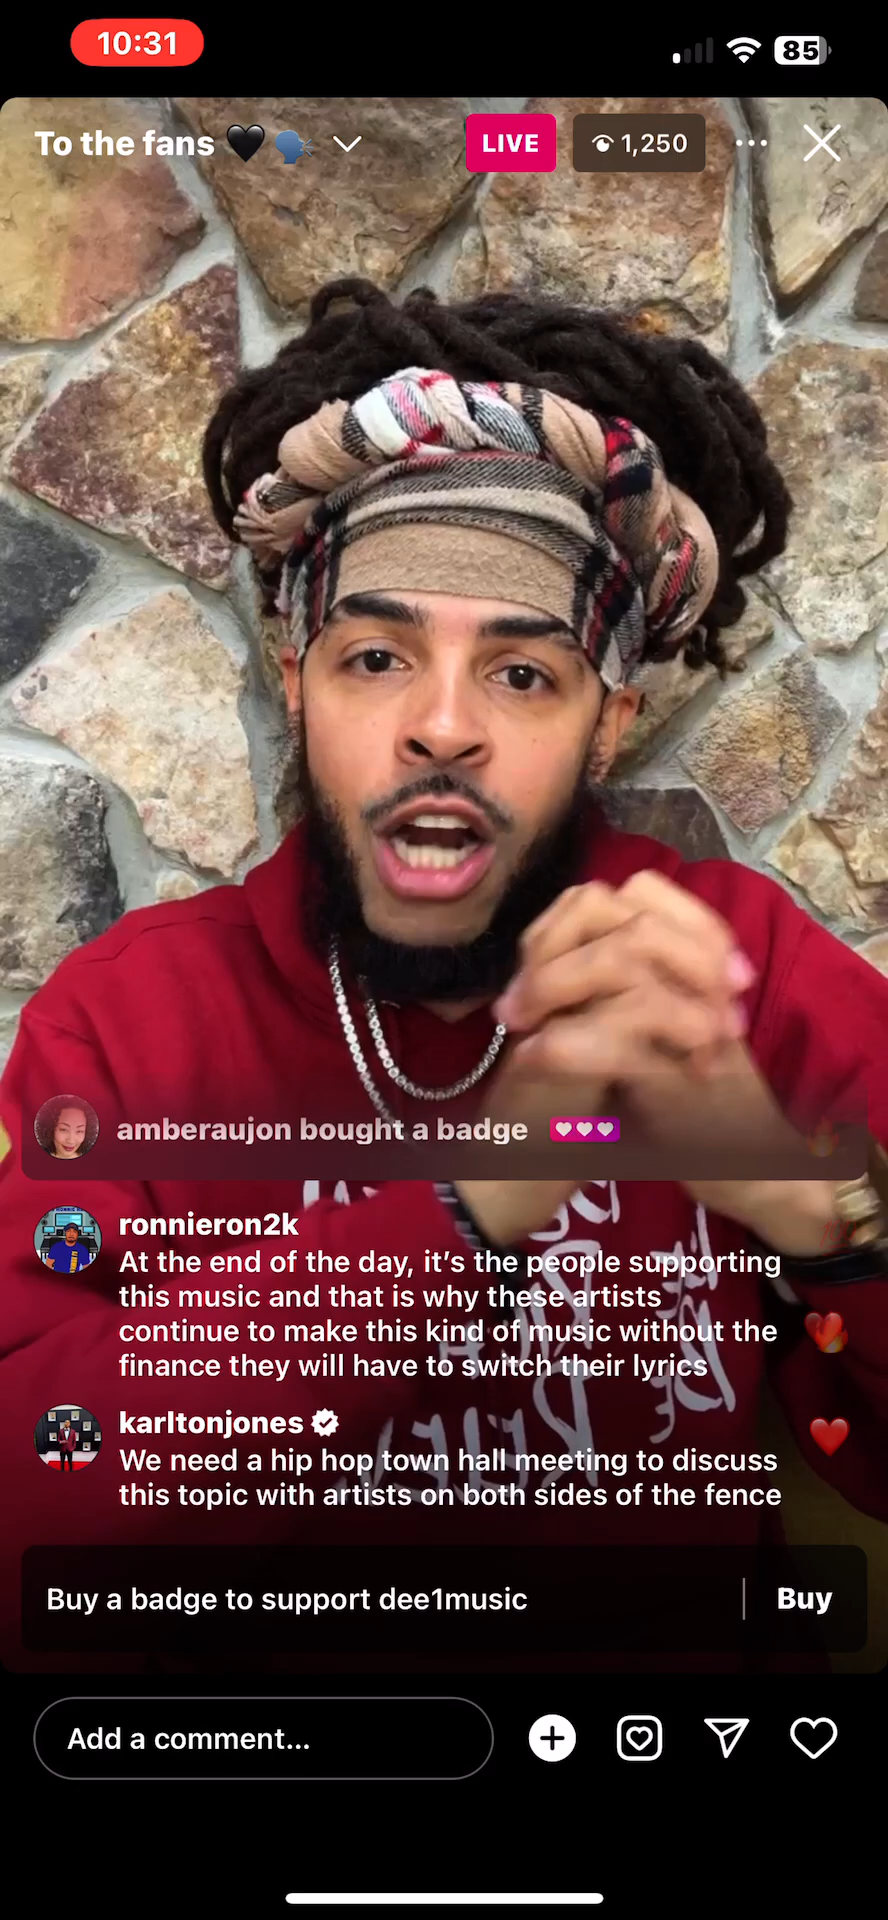 10:31
85
To the fans 🖤 🗣️
LIVE
1,250
amberaujon bought a badge
ronnieron2k
At the end of the day, it’s the people supporting
this music and that is why these artists
continue to make this kind of music without the
finance they will have to switch their lyrics
karltonjones
We need a hip hop town hall meeting to discuss
this topic with artists on both sides of the fence
Buy a badge to support dee1music
Buy
Add a comment...